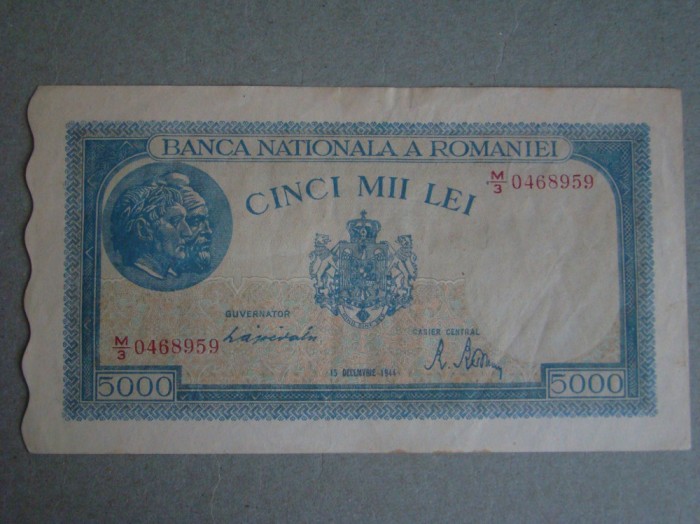 BANCA NATIONALA A ROMANIEI
CINCI MII LEI
M/3 0468959
GUVERNATOR
CASIER CENTRAL
M/3 0468959
15 DECEMVRIE 1944
5000
5000